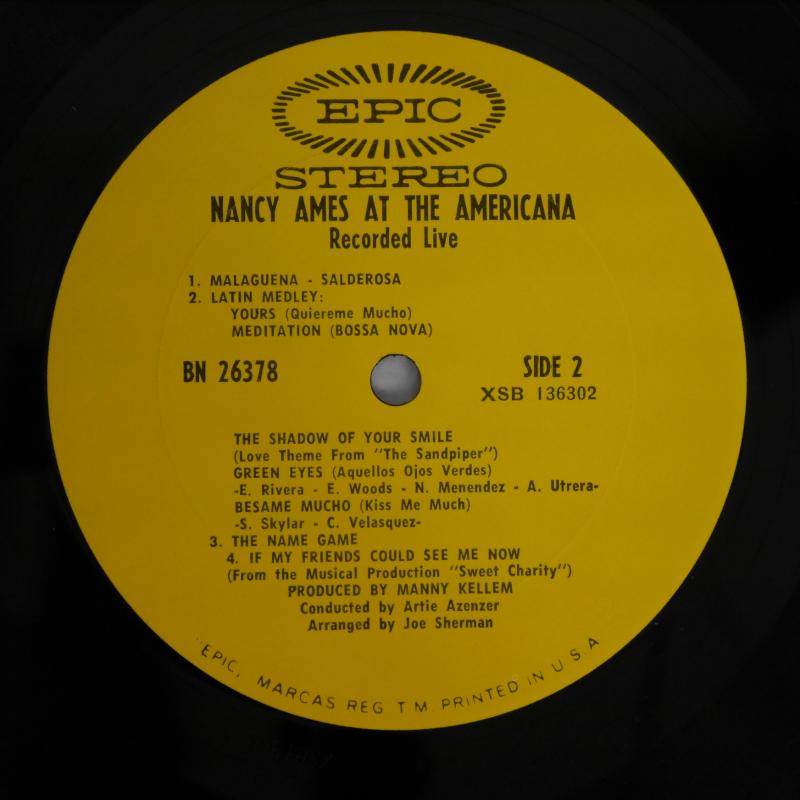 EPIC
STEREO
NANCY AMES AT THE AMERICANA
Recorded Live
1. MALAGUENA - SALDEROSA
2. LATIN MEDLEY:
YOURS (Quiereme Mucho)
MEDITATION (BOSSA NOVA)
BN 26378
SIDE 2
XSB 136302
THE SHADOW OF YOUR SMILE
(Love Theme From "The Sandpiper")
GREEN EYES (Aquellos Ojos Verdes)
-E. Rivera - E. Woods - N. Menendez - A. Utrera-
BESAME MUCHO (Kiss Me Much)
-S. Skylar - C. Velasquez-
3. THE NAME GAME
4. IF MY FRIENDS COULD SEE ME NOW
(From the Musical Production "Sweet Charity")
PRODUCED BY MANNY KELLEM
Conducted by Artie Azenzer
Arranged by Joe Sherman
"EPIC, MARCAS REG T M PRINTED IN U.S.A